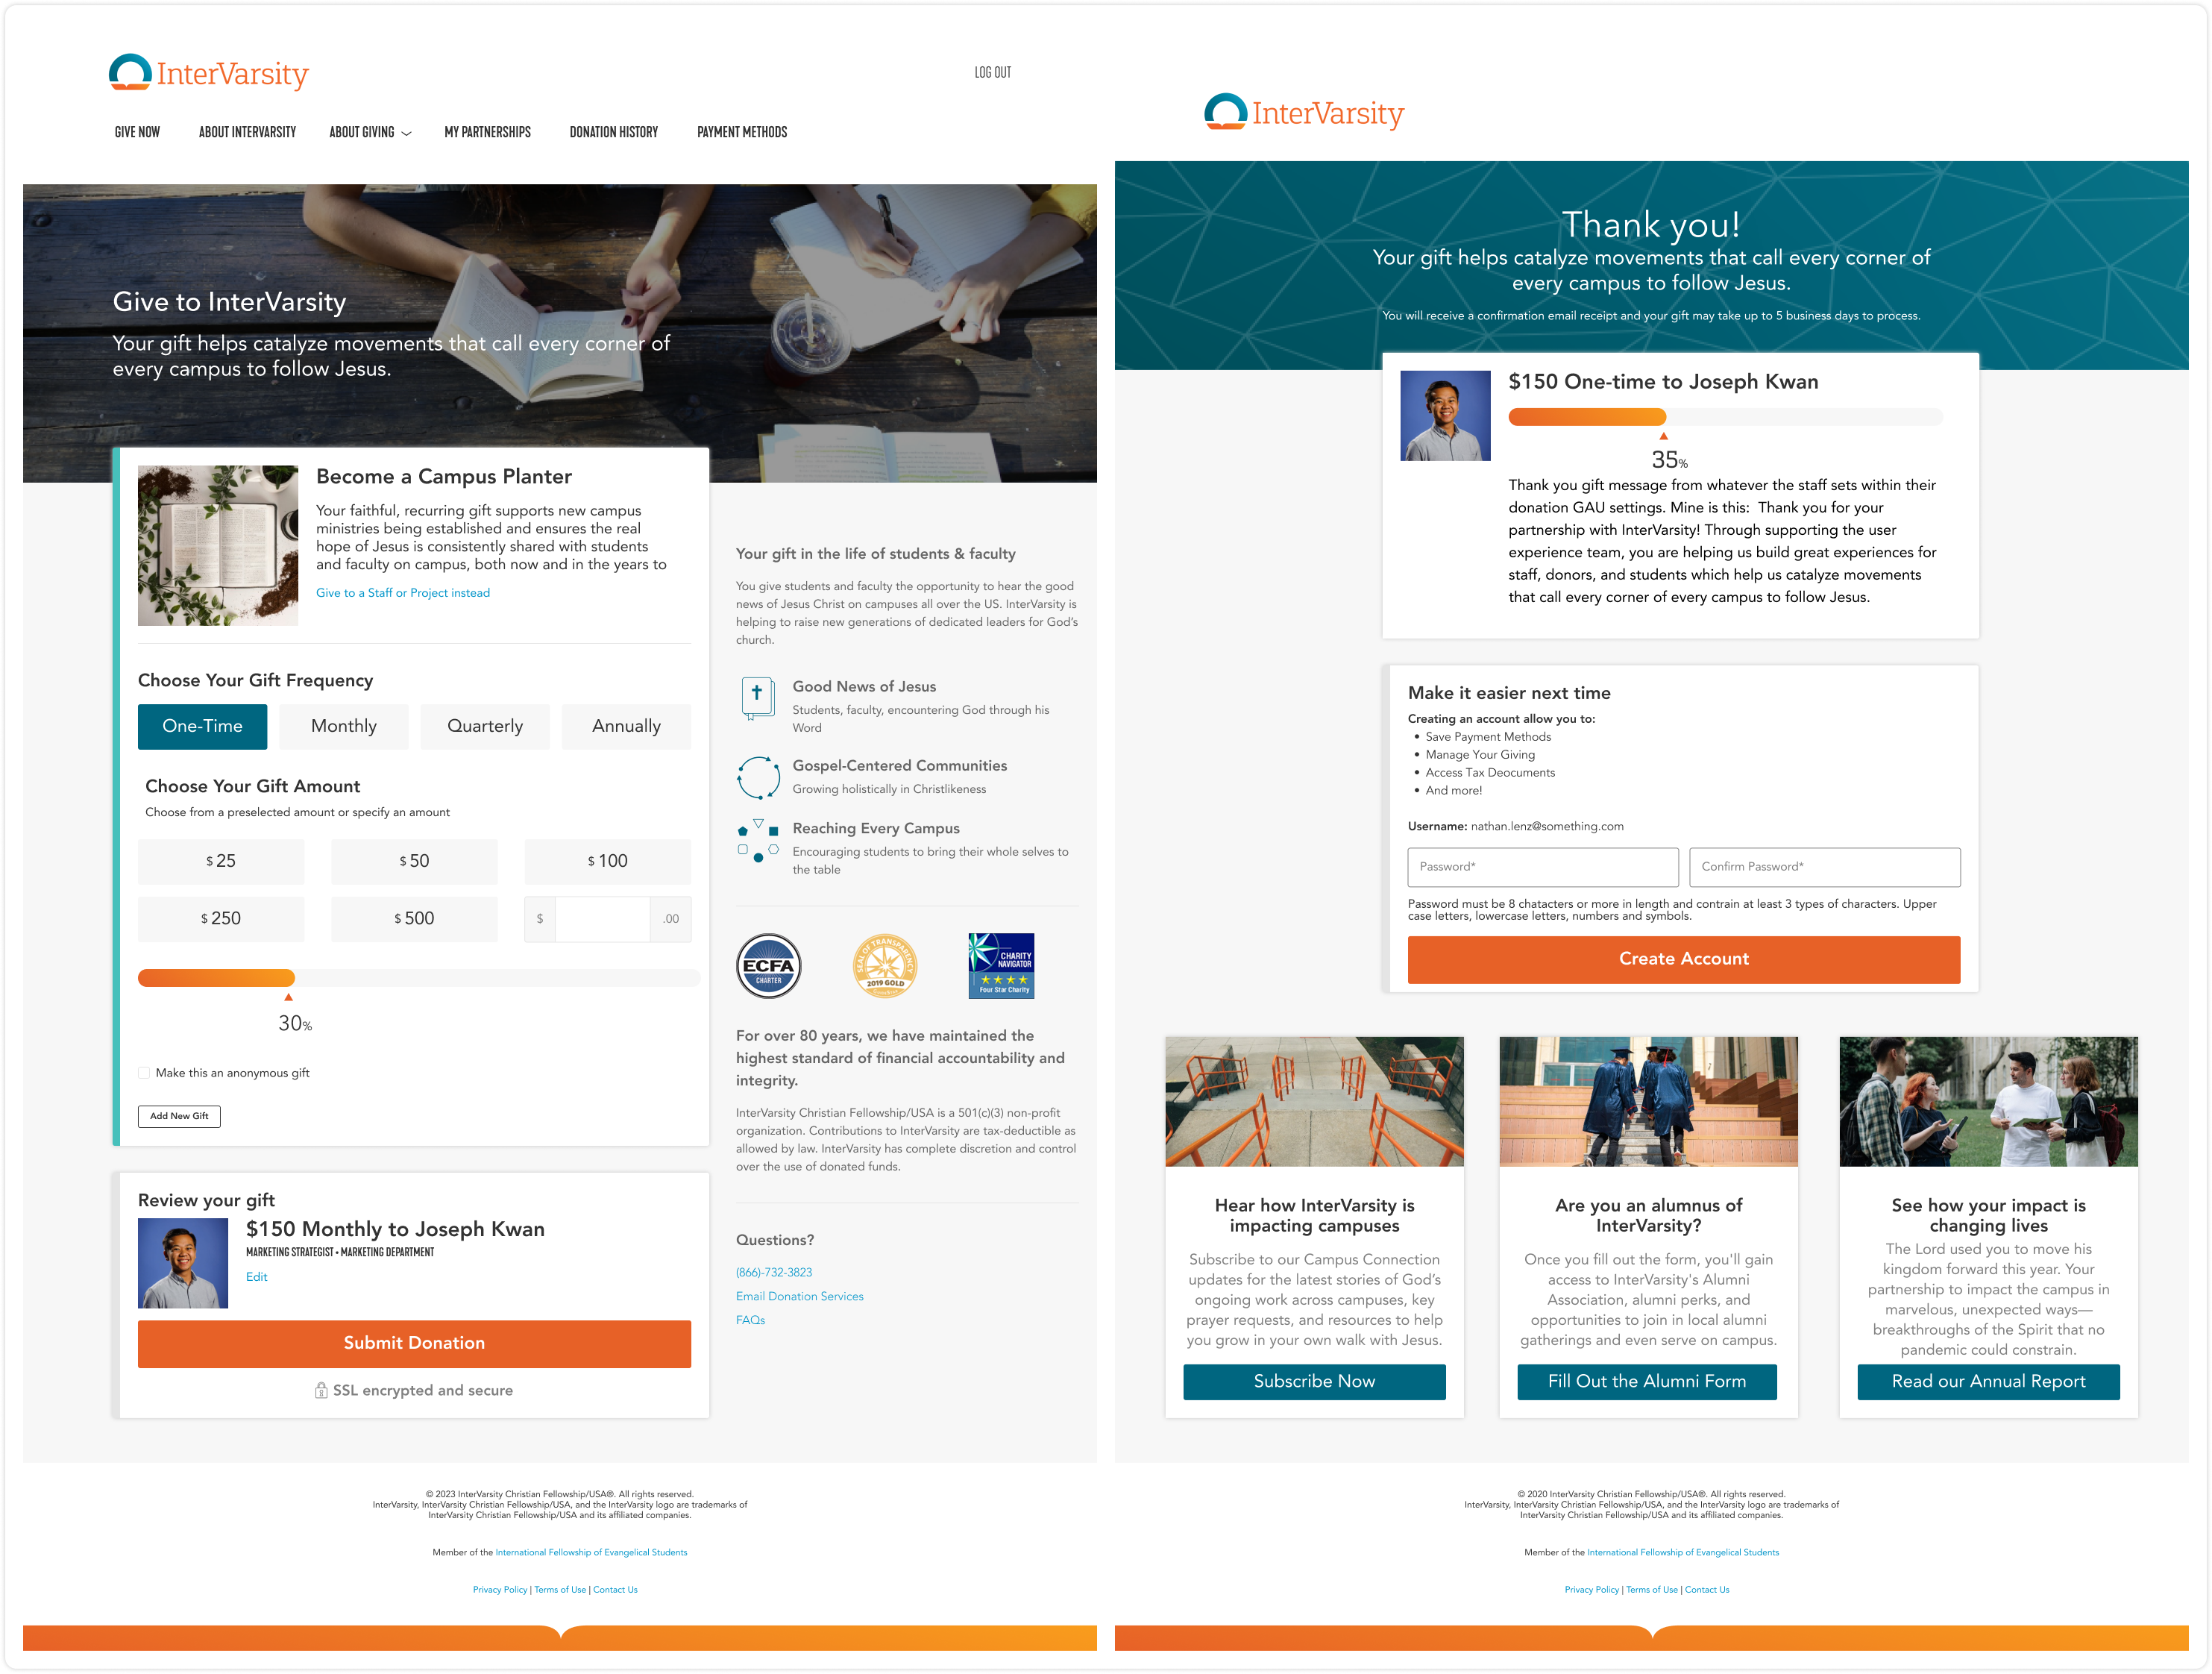 InterVarsity
LOG OUT
GIVE NOW
ABOUT INTERVARSITY
ABOUT GIVING
MY PARTNERSHIPS
DONATION HISTORY
PAYMENT METHODS
Give to InterVarsity
Your gift helps catalyze movements that call every corner of
every campus to follow Jesus.
Become a Campus Planter
Your faithful, recurring gift supports new campus
ministries being established and ensures the real
hope of Jesus is consistently shared with students
and faculty on campus, both now and in the years to
Give to a Staff or Project instead
Choose Your Gift Frequency
One-Time
Monthly
Quarterly
Annually
Choose Your Gift Amount
Choose from a preselected amount or specify an amount
$ 25
$ 50
$ 100
$ 250
$ 500
$ .00
30%
Make this an anonymous gift
Add New Gift
Review your gift
$150 Monthly to Joseph Kwan
MARKETING STRATEGIST • MARKETING DEPARTMENT
Edit
Submit Donation
SSL encrypted and secure
Your gift in the life of students & faculty
You give students and faculty the opportunity to hear the good
news of Jesus Christ on campuses all over the US. InterVarsity is
helping to raise new generations of dedicated leaders for God's
church.
Good News of Jesus
Students, faculty, encountering God through his
Word
Gospel-Centered Communities
Growing holistically in Christlikeness
Reaching Every Campus
Encouraging students to bring their whole selves to
the table
ECFA
CHARTER
SEAL OF TRANSPARENCY
2019 GOLD
CHARITY
NAVIGATOR
Four Star Charity
For over 80 years, we have maintained the
highest standard of financial accountability and
integrity.
InterVarsity Christian Fellowship/USA is a 501(c)(3) non-profit
organization. Contributions to InterVarsity are tax-deductible as
allowed by law. InterVarsity has complete discretion and control
over the use of donated funds.
Questions?
(866)-732-3823
Email Donation Services
FAQs
© 2023 InterVarsity Christian Fellowship/USA®. All rights reserved.
InterVarsity, InterVarsity Christian Fellowship/USA, and the InterVarsity logo are trademarks of
InterVarsity Christian Fellowship/USA and its affiliated companies.
Member of the International Fellowship of Evangelical Students
Privacy Policy | Terms of Use | Contact Us
InterVarsity
Thank you!
Your gift helps catalyze movements that call every corner of
every campus to follow Jesus.
You will receive a confirmation email receipt and your gift may take up to 5 business days to process.
$150 One-time to Joseph Kwan
35%
Thank you gift message from whatever the staff sets within their
donation GAU settings. Mine is this: Thank you for your
partnership with InterVarsity! Through supporting the user
experience team, you are helping us build great experiences for
staff, donors, and students which help us catalyze movements
that call every corner of every campus to follow Jesus.
Make it easier next time
Creating an account allow you to:
• Save Payment Methods
• Manage Your Giving
• Access Tax Deocuments
• And more!
Username: nathan.lenz@something.com
Password*
Confirm Password*
Password must be 8 chatacters or more in length and contrain at least 3 types of characters. Upper
case letters, lowercase letters, numbers and symbols.
Create Account
Hear how InterVarsity is
impacting campuses
Subscribe to our Campus Connection
updates for the latest stories of God's
ongoing work across campuses, key
prayer requests, and resources to help
you grow in your own walk with Jesus.
Subscribe Now
Are you an alumnus of
InterVarsity?
Once you fill out the form, you'll gain
access to InterVarsity's Alumni
Association, alumni perks, and
opportunities to join in local alumni
gatherings and even serve on campus.
Fill Out the Alumni Form
See how your impact is
changing lives
The Lord used you to move his
kingdom forward this year. Your
partnership to impact the campus in
marvelous, unexpected ways—
breakthroughs of the Spirit that no
pandemic could constrain.
Read our Annual Report
© 2020 InterVarsity Christian Fellowship/USA®. All rights reserved.
InterVarsity, InterVarsity Christian Fellowship/USA, and the InterVarsity logo are trademarks of
InterVarsity Christian Fellowship/USA and its affiliated companies.
Member of the International Fellowship of Evangelical Students
Privacy Policy | Terms of Use | Contact Us